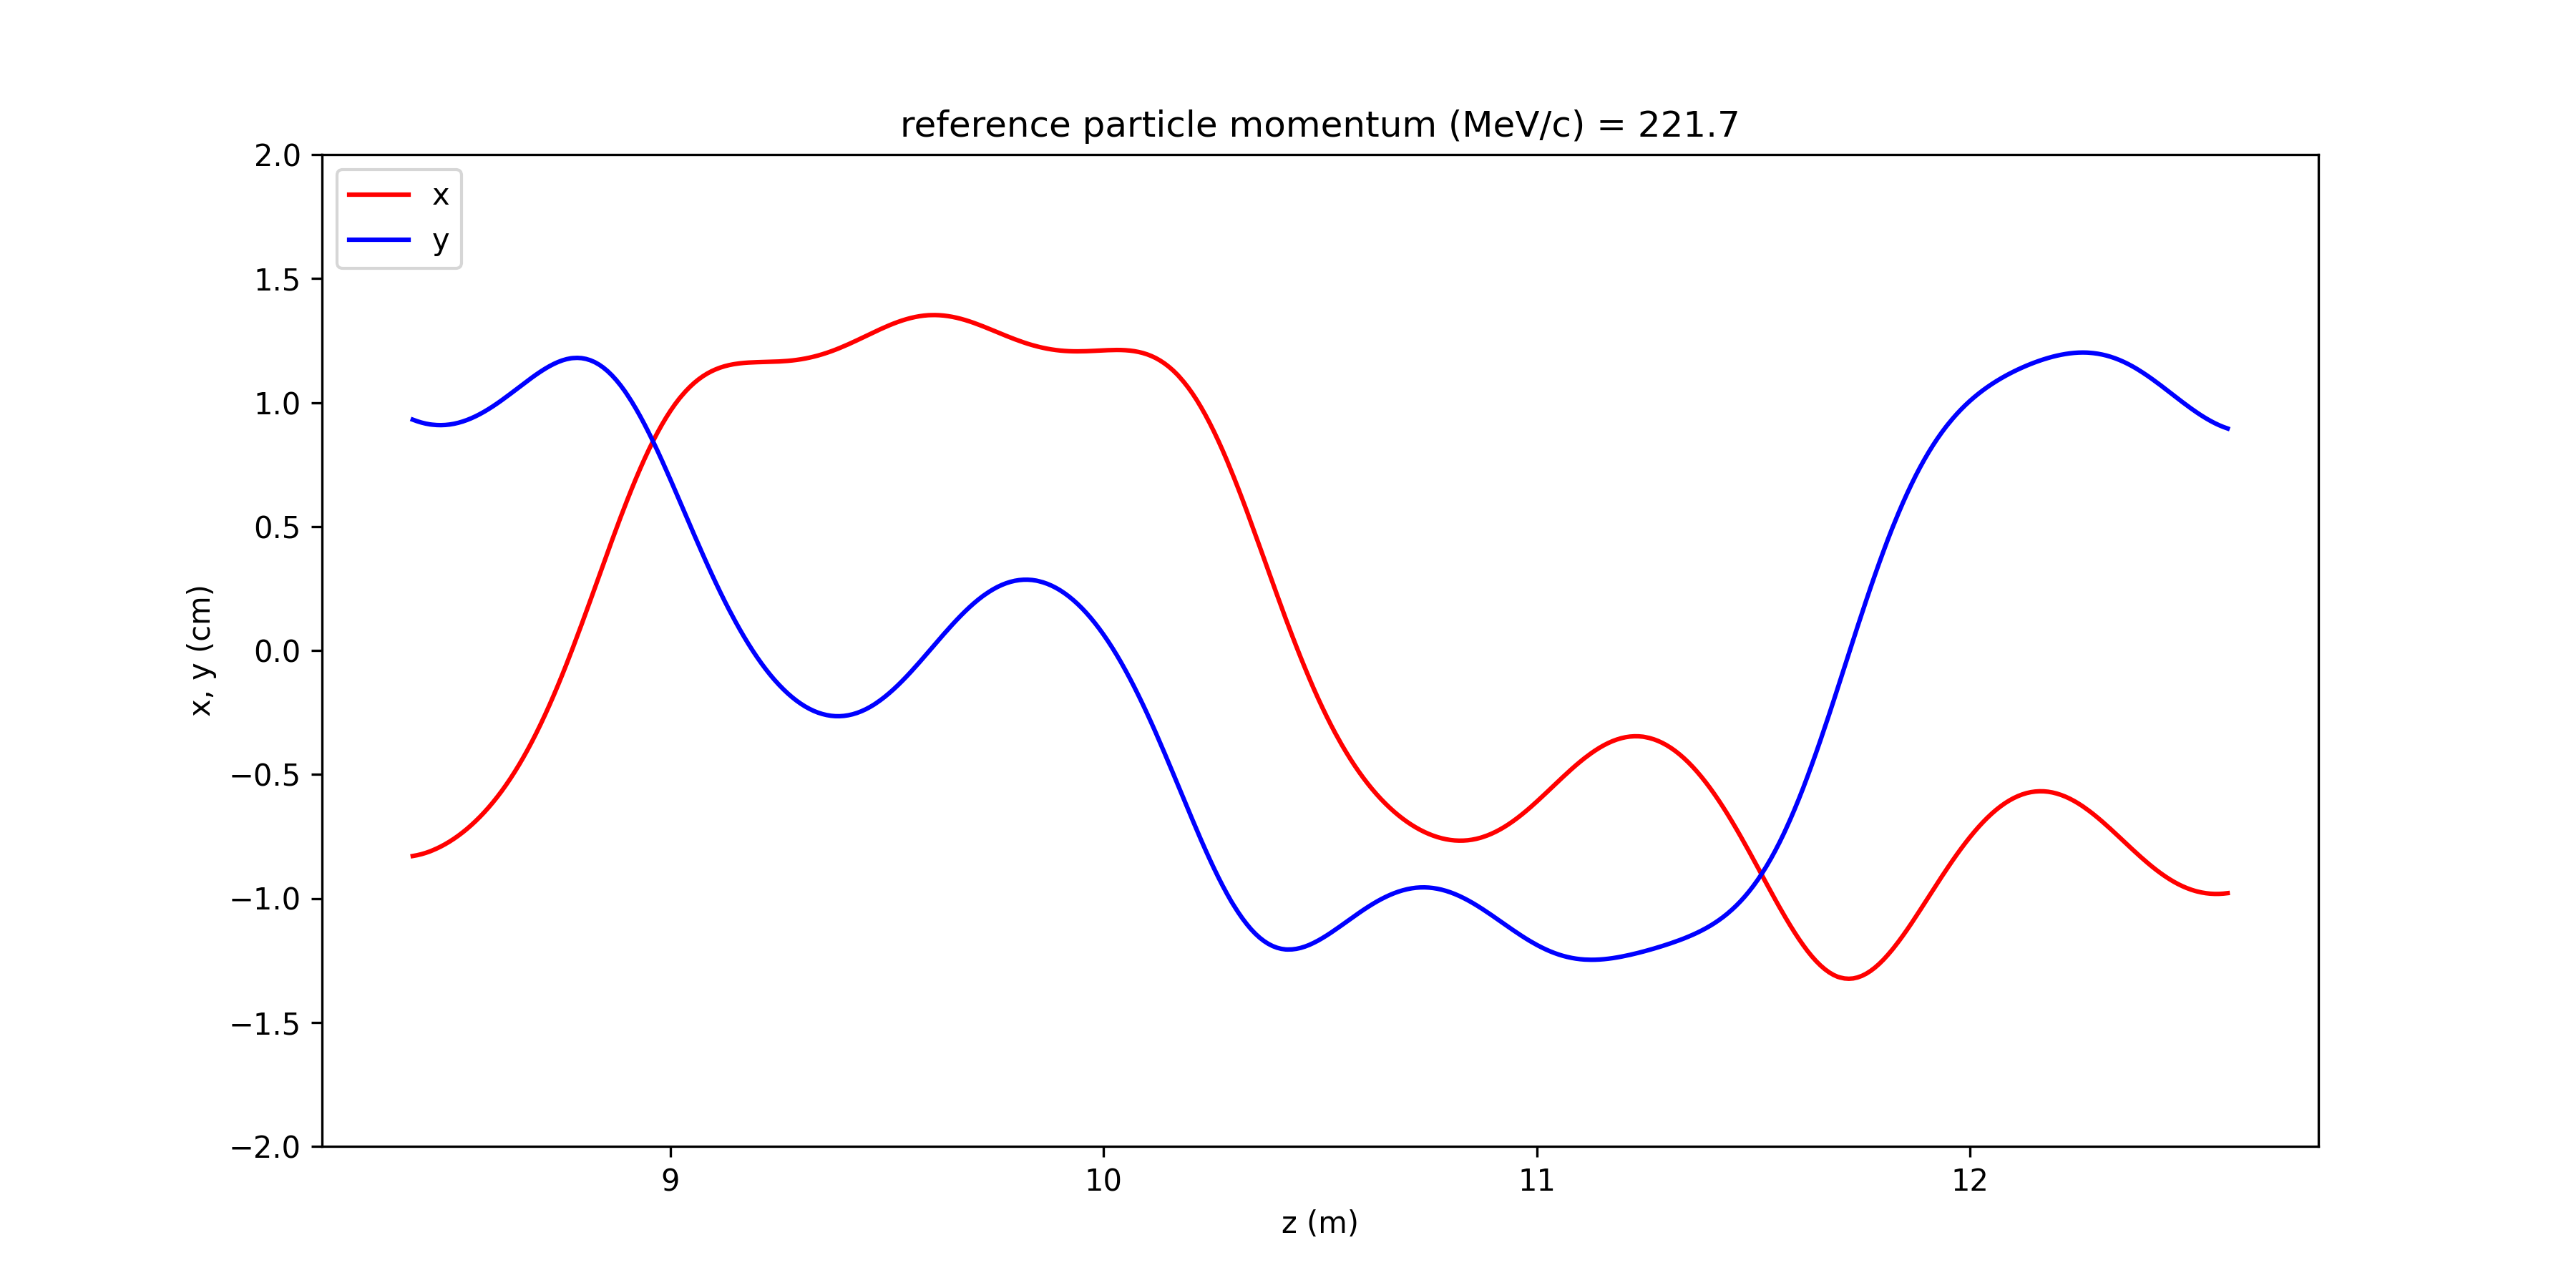 reference particle momentum (MeV/c) = 221.7
x
y
2.0
1.5
1.0
0.5
0.0
−0.5
−1.0
−1.5
−2.0
x, y (cm)
9 10 11 12
z (m)